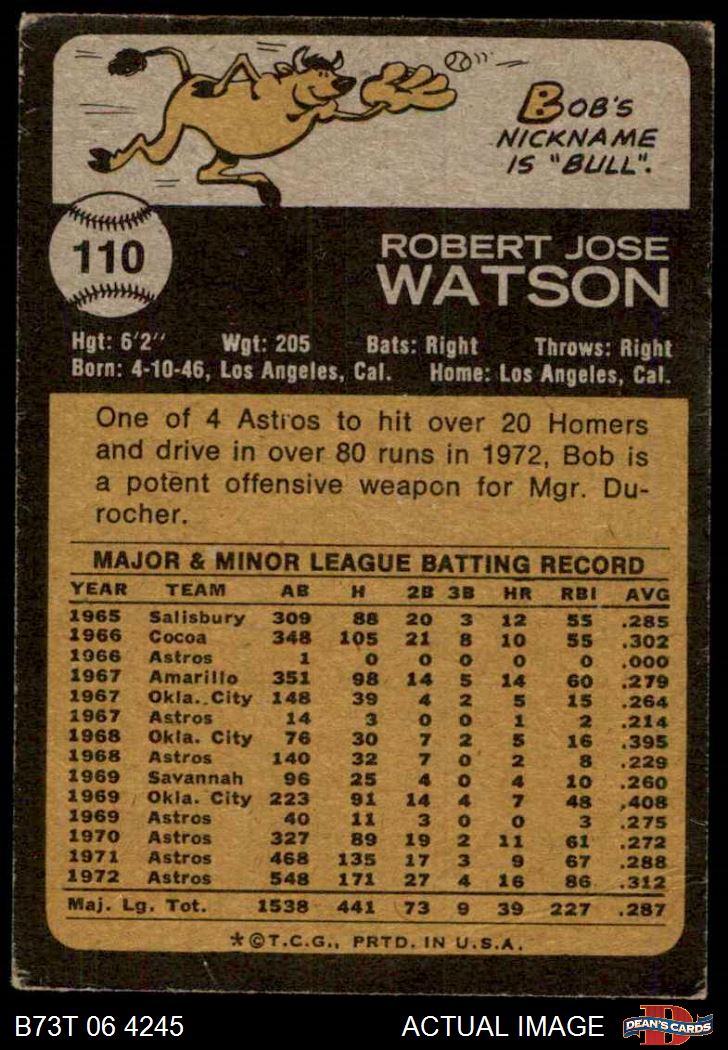 BOB'S
NICKNAME
IS "BULL".
110
ROBERT JOSE
WATSON
Hgt: 6'2" Wgt: 205 Bats: Right Throws: Right
Born: 4-10-46, Los Angeles, Cal. Home: Los Angeles, Cal.
One of 4 Astros to hit over 20 Homers
and drive in over 80 runs in 1972, Bob is
a potent offensive weapon for Mgr. Du-
rocher.
MAJOR & MINOR LEAGUE BATTING RECORD
YEAR TEAM AB H 2B 3B HR RBI AVG
1965 Salisbury 309 88 20 3 12 55 .285
1966 Cocoa 348 105 21 8 10 55 .302
1966 Astros 1 0 0 0 0 0 .000
1967 Amarillo 351 98 14 5 14 60 .279
1967 Okla. City 148 39 4 2 5 15 .264
1967 Astros 14 3 0 0 1 2 .214
1968 Okla. City 76 30 7 2 5 16 .395
1968 Astros 140 32 7 0 2 8 .229
1969 Savannah 96 25 4 0 4 10 .260
1969 Okla. City 223 91 14 4 7 48 .408
1969 Astros 40 11 3 0 0 3 .275
1970 Astros 327 89 19 2 11 61 .272
1971 Astros 468 135 17 3 9 67 .288
1972 Astros 548 171 27 4 16 86 .312
Maj. Lg. Tot. 1538 441 73 9 39 227 .287
*©T.C.G., PRTD. IN U.S.A.
B73T 06 4245 ACTUAL IMAGE D DEAN'S CARDS